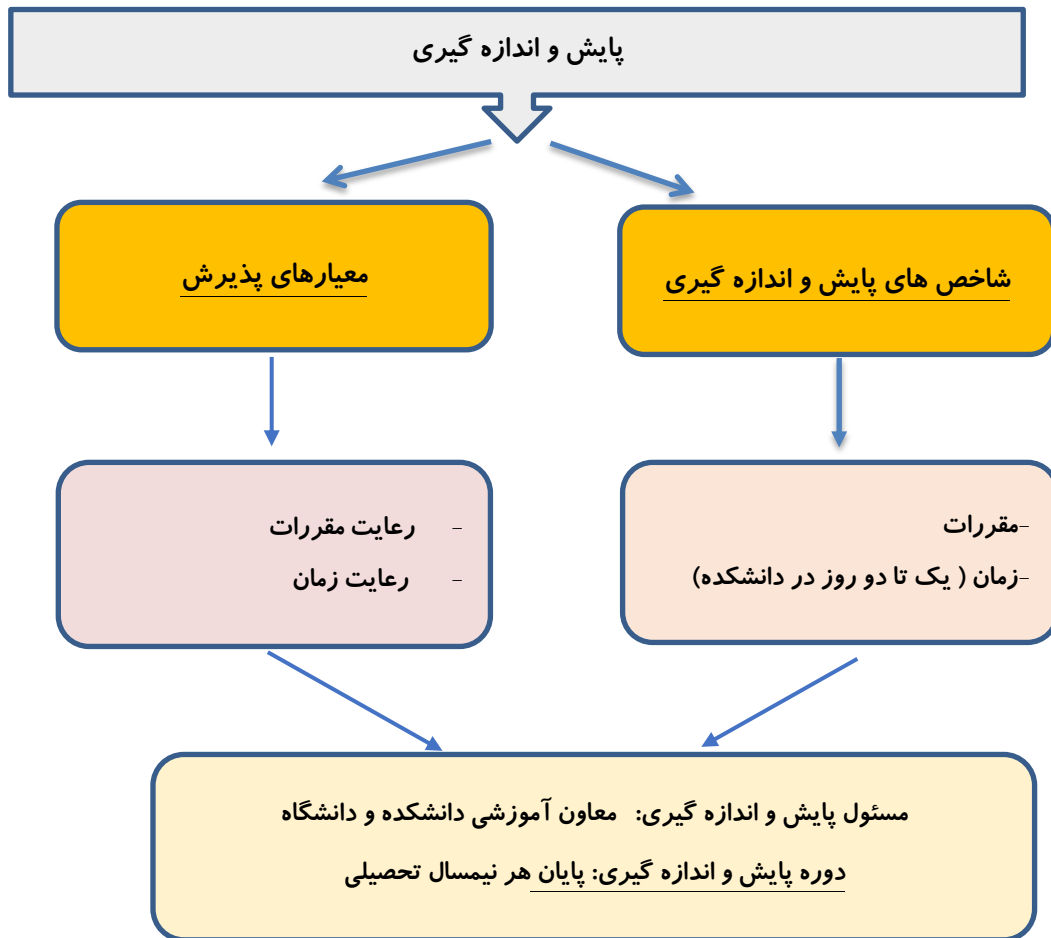 پایش و اندازه گیری
شاخص های پایش و اندازه گیری
معیارهای پذیرش
-مقررات
-زمان ( یک تا دو روز در دانشکده)
- رعایت مقررات
- رعایت زمان
مسئول پایش و اندازه گیری: معاون آموزشی دانشکده و دانشگاه
دوره پایش و اندازه گیری: پایان هر نیمسال تحصیلی